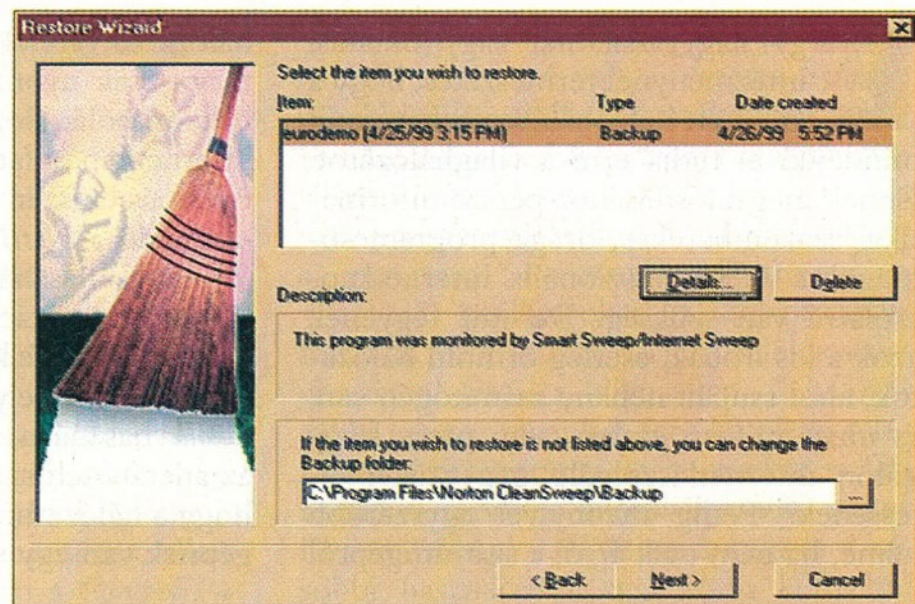 Restore Wizard
Select the item you wish to restore.
Item: Type Date created
eurodemo (4/25/99 3:15 PM) Backup 4/26/99 5:52 PM
Details... Delete
Description:
This program was monitored by Smart Sweep/Internet Sweep
If the item you wish to restore is not listed above, you can change the
Backup folder:
C:\Program Files\Norton CleanSweep\Backup ...
< Back Next > Cancel